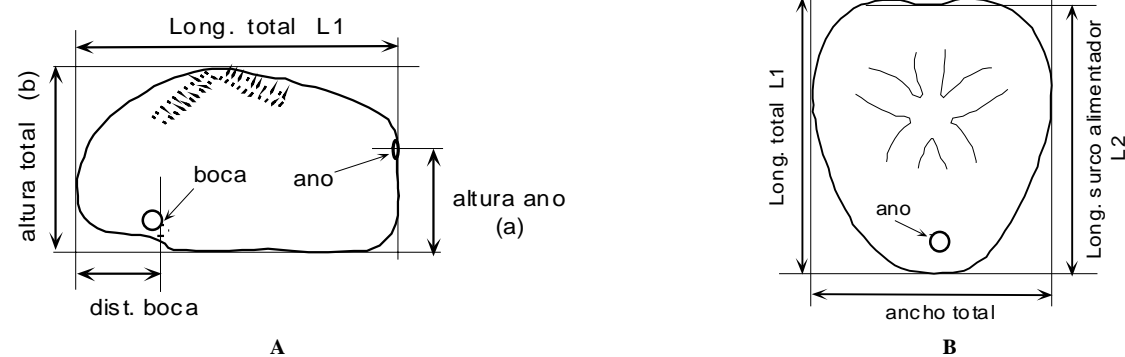 Long. total L1
altura total (b)
boca
ano
altura ano
(a)
dist. boca
A
Long. total L1
ano
Long. surco alimentador
L2
ancho total
B